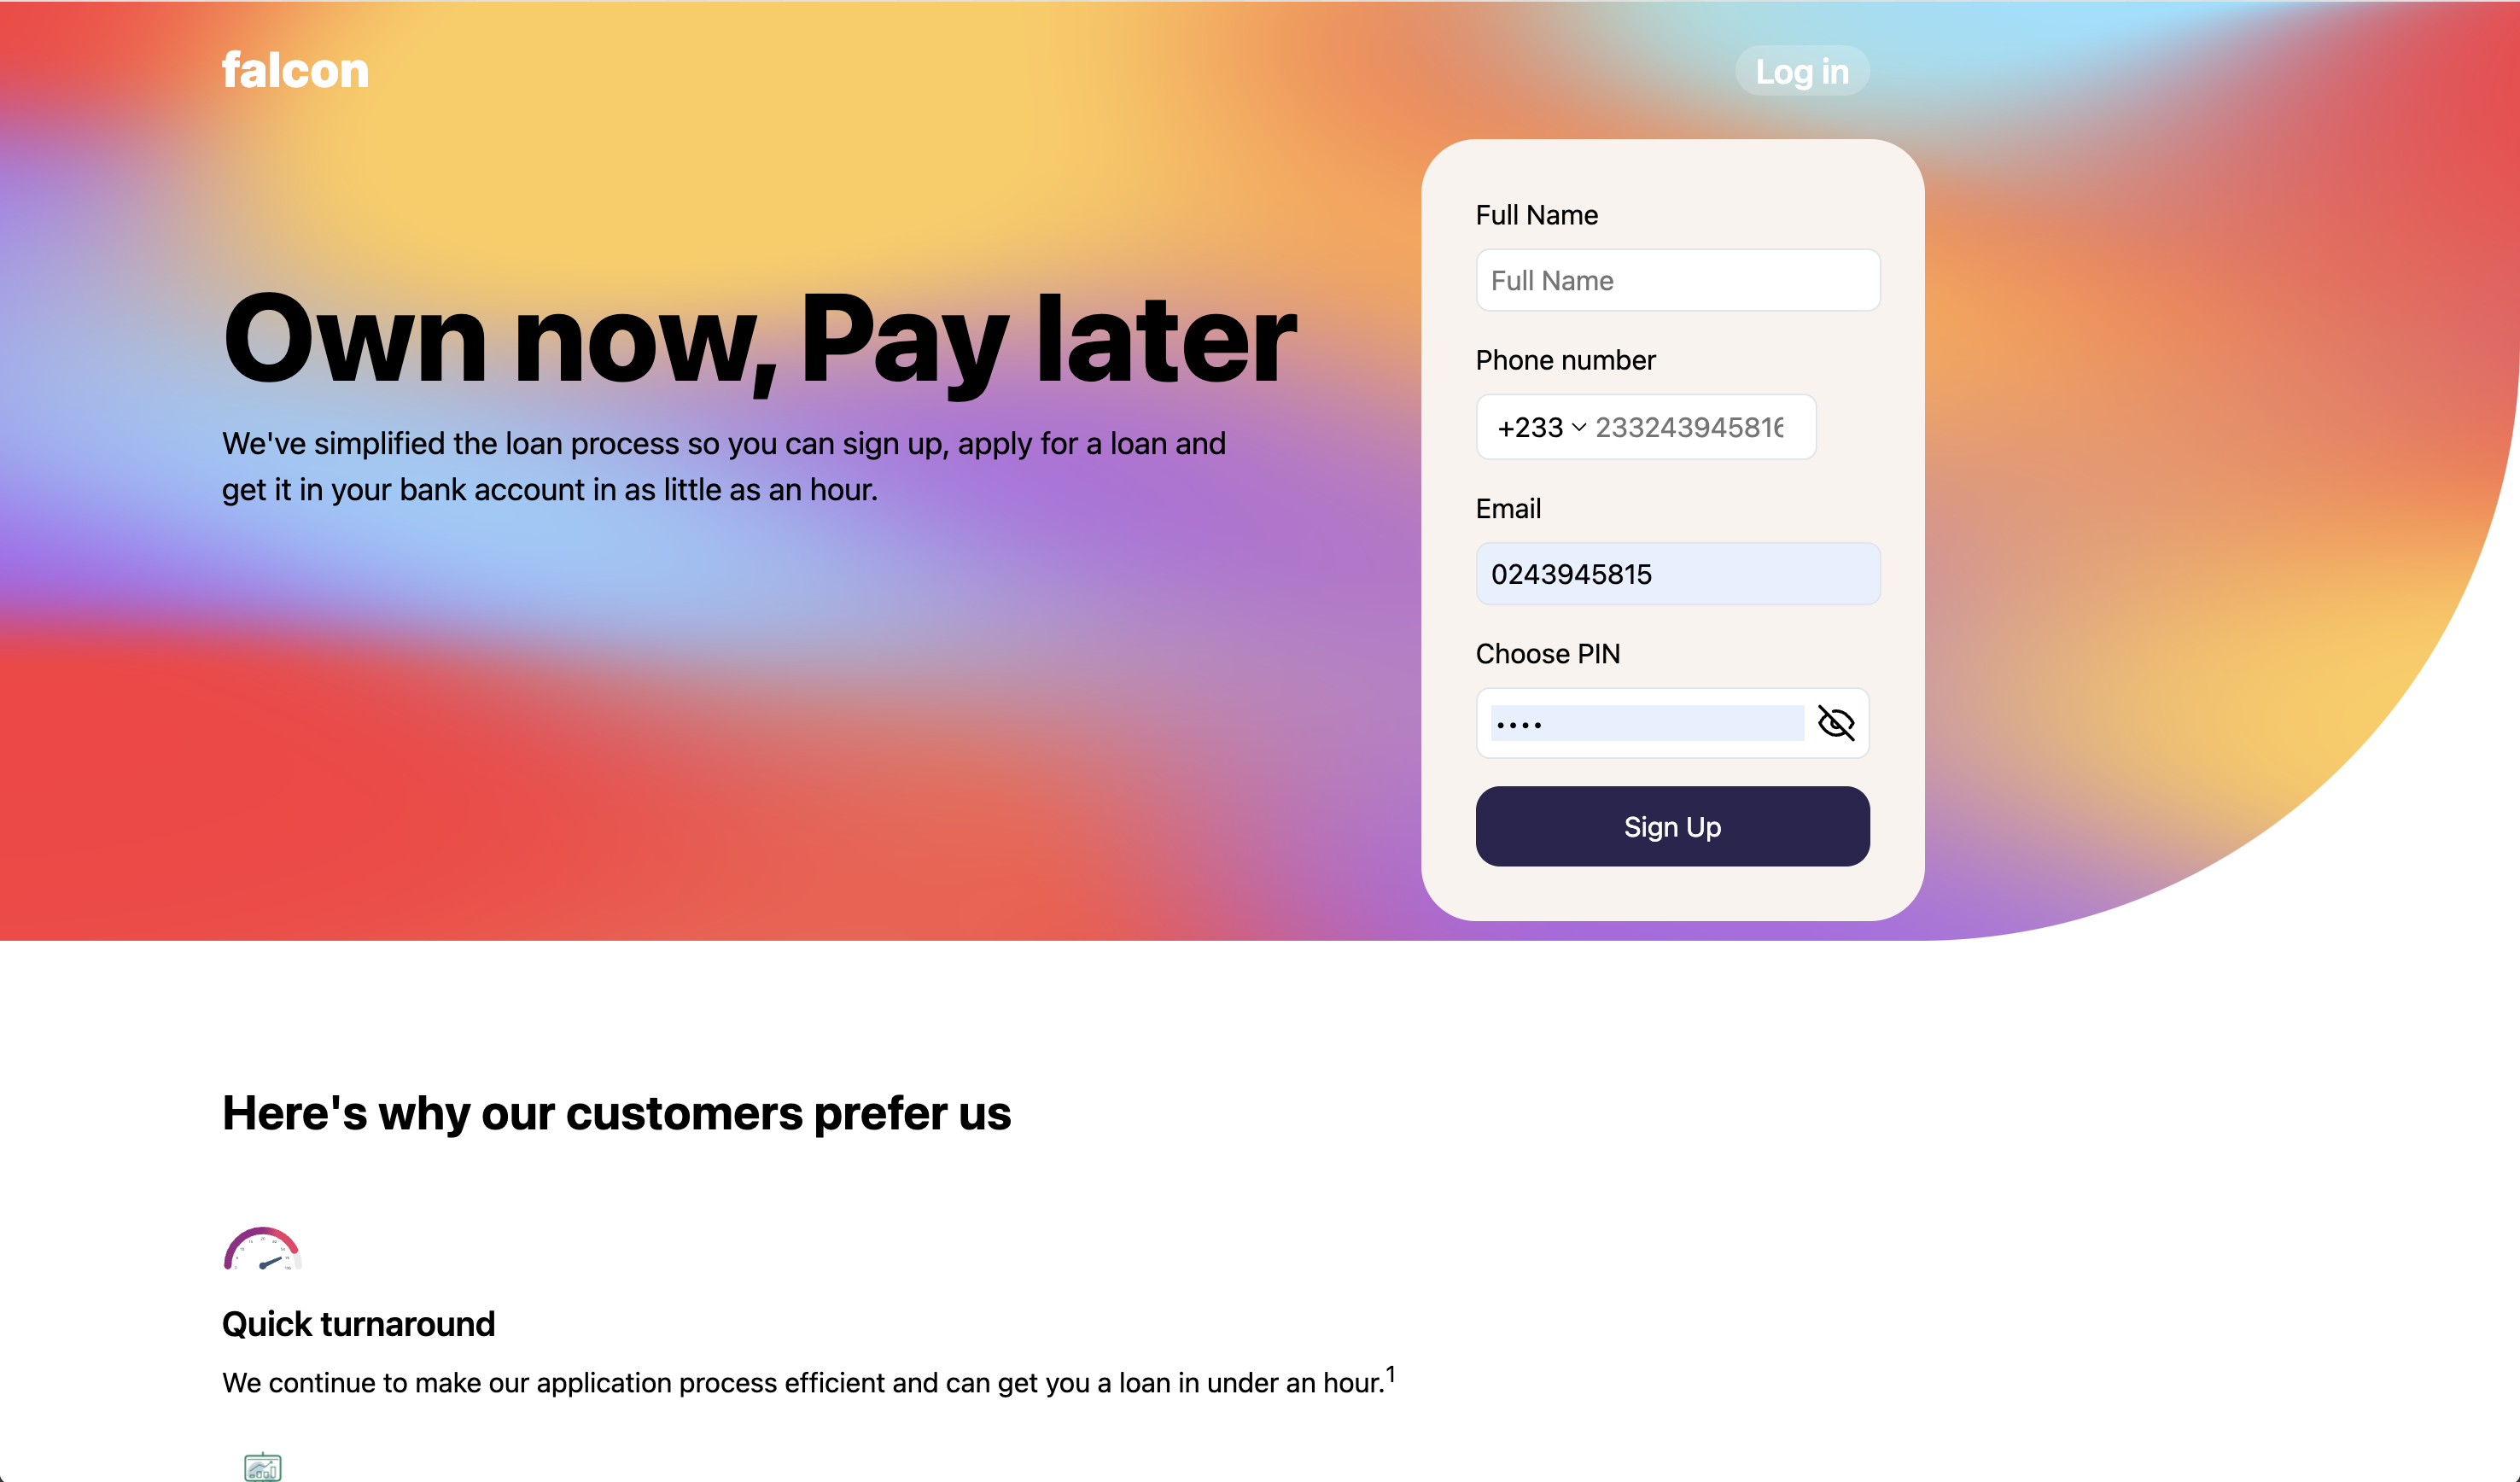 falcon
Log in
Own now, Pay later
We've simplified the loan process so you can sign up, apply for a loan and
get it in your bank account in as little as an hour.
Full Name
Full Name
Phone number
+233 233243945816
Email
0243945815
Choose PIN
••••
Sign Up
Here's why our customers prefer us
Quick turnaround
We continue to make our application process efficient and can get you a loan in under an hour.1